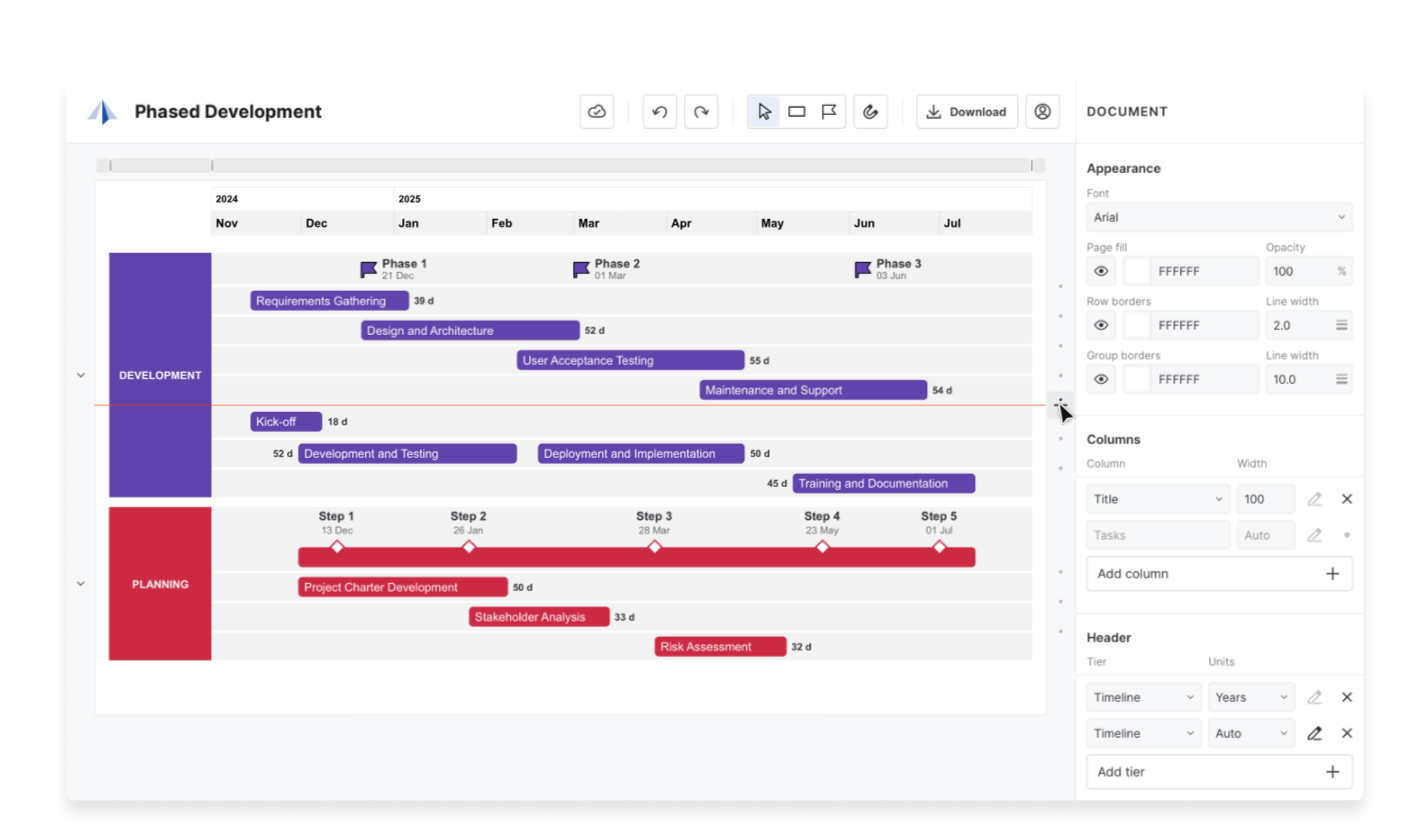 Phased Development
Download
DOCUMENT
2024 2025
Nov Dec Jan Feb Mar Apr May Jun Jul
DEVELOPMENT
Phase 1
21 Dec
Phase 2
01 Mar
Phase 3
03 Jun
Requirements Gathering 39 d
Design and Architecture 52 d
User Acceptance Testing 55 d
Maintenance and Support 54 d
Kick-off 18 d
52 d Development and Testing Deployment and Implementation 50 d
45 d Training and Documentation
PLANNING
Step 1
13 Dec
Step 2
26 Jan
Step 3
28 Mar
Step 4
23 May
Step 5
01 Jul
Project Charter Development 50 d
Stakeholder Analysis 33 d
Risk Assessment 32 d
Appearance
Font
Arial
Page fill Opacity
FFFFFF 100 %
Row borders Line width
FFFFFF 2.0
Group borders Line width
FFFFFF 10.0
Columns
Column Width
Title 100
Tasks Auto
Add column
Header
Tier Units
Timeline Years
Timeline Auto
Add tier